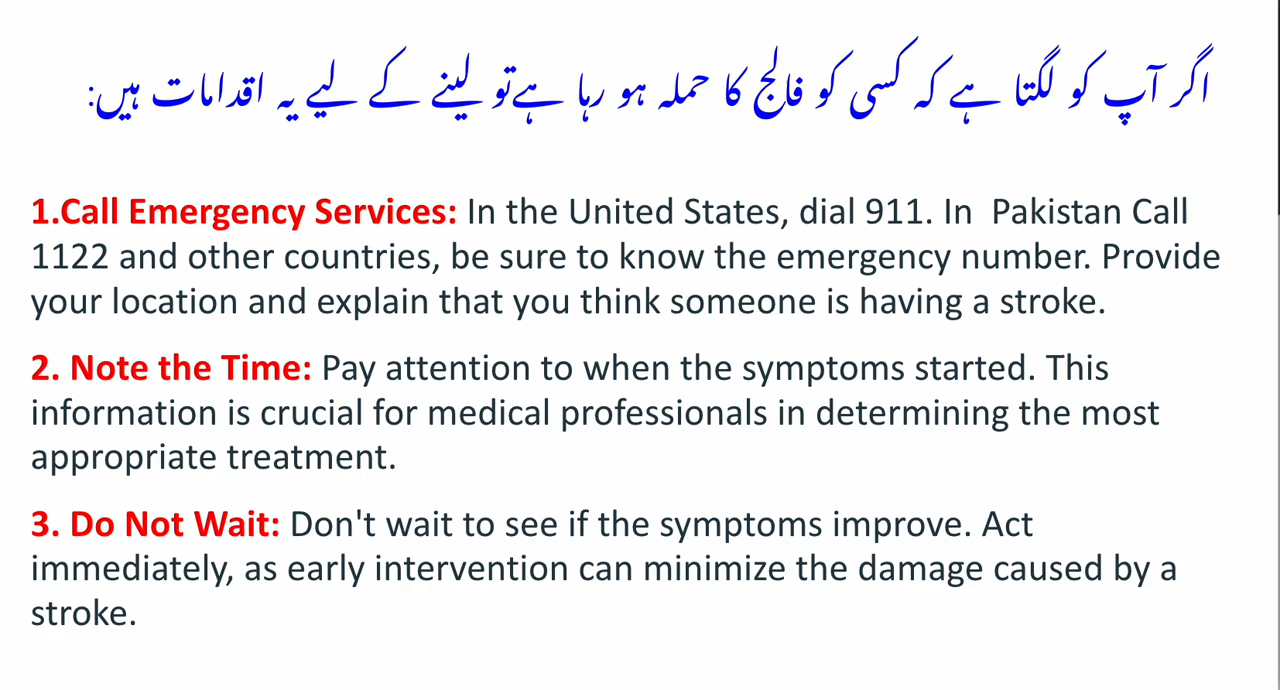 اگر آپ کو لگتا ہے کہ کسی کو فالج کا حملہ ہو رہا ہےتو لینے کے لیے یہ اقدامات ہیں:
1.Call Emergency Services: In the United States, dial 911. In  Pakistan Call
1122 and other countries, be sure to know the emergency number. Provide
your location and explain that you think someone is having a stroke.
2. Note the Time: Pay attention to when the symptoms started. This
information is crucial for medical professionals in determining the most
appropriate treatment.
3. Do Not Wait: Don't wait to see if the symptoms improve. Act
immediately, as early intervention can minimize the damage caused by a
stroke.